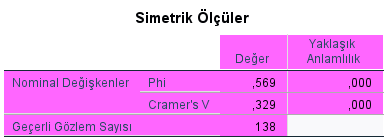 Simetrik Ölçüler
Değer Yaklaşık Anlamlılık
Nominal Değişkenler Phi ,569 ,000
Cramer's V ,329 ,000
Geçerli Gözlem Sayısı 138